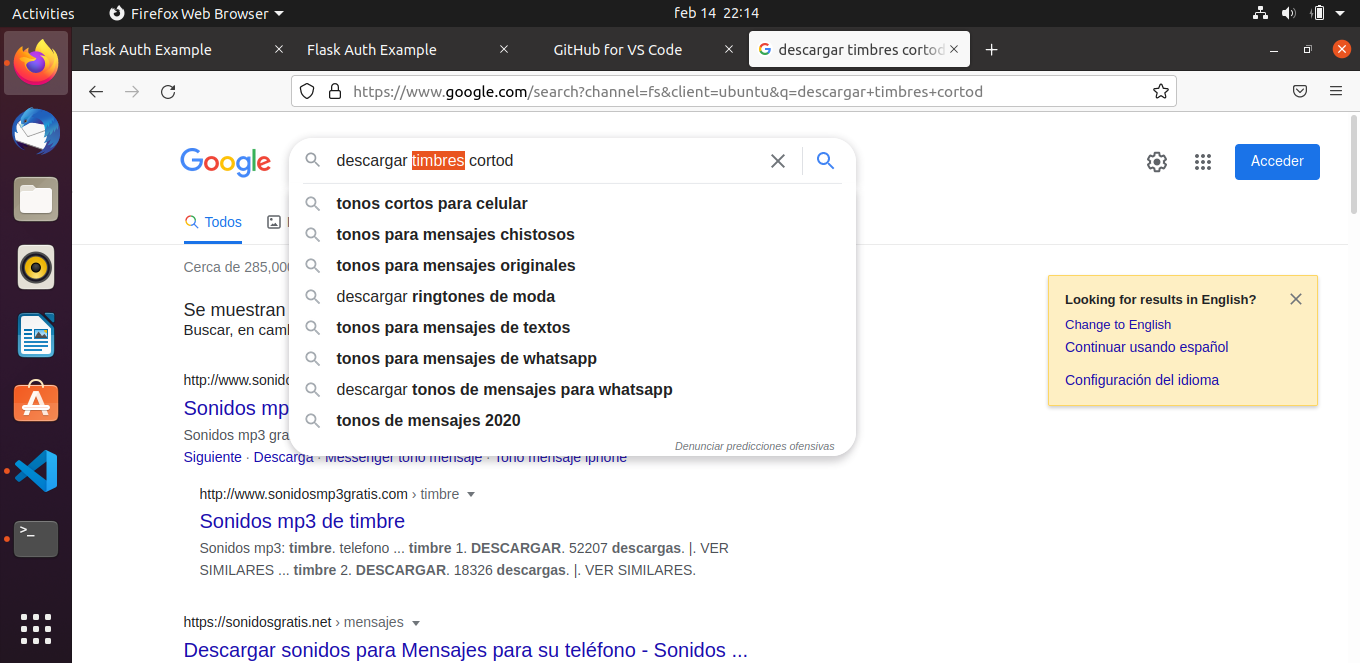 Activities
Firefox Web Browser
feb 14 22:14
Flask Auth Example
Flask Auth Example
GitHub for VS Code
descargar timbres cortod
https://www.google.com/search?channel=fs&client=ubuntu&q=descargar+timbres+cortod
Google
descargar timbres cortod
Acceder
tonos cortos para celular
Todos
tonos para mensajes chistosos
Cerca de 285,00
tonos para mensajes originales
descargar ringtones de moda
Looking for results in English?
Se muestran
Change to English
Buscar, en
tonos para mensajes de textos
Continuar usando español
tonos para mensajes de whatsapp
Configuración del idioma
descargar tonos de mensajes para whatsapp
tonos de mensajes 2020
Denunciar predicciones ofensivas
http://www.sonido
Sonidos mp
Sonidos mp3 gra
Siguiente · Descarga · Messenger tono mensaje · Tono mensaje iphone
http://www.sonidosmp3gratis.com › timbre
Sonidos mp3 de timbre
Sonidos mp3: timbre. telefono ... timbre 1. DESCARGAR. 52207 descargas. |. VER
SIMILARES ... timbre 2. DESCARGAR. 18326 descargas. |. VER SIMILARES.
https://sonidosgratis.net › mensajes
Descargar sonidos para Mensajes para su teléfono - Sonidos ...